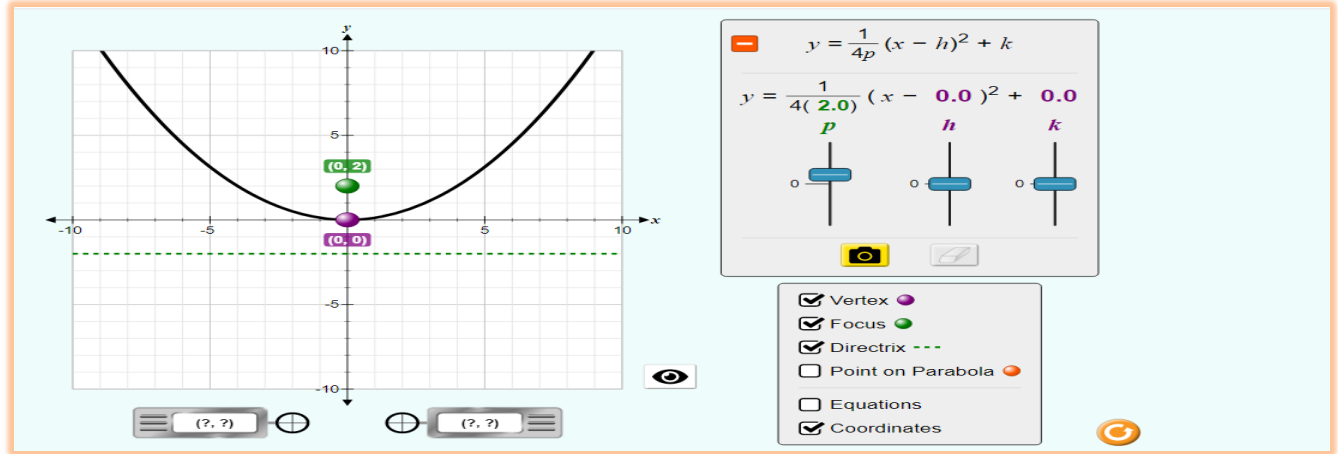 y
10
5
(0, 2)
-10
-5
5
10
x
(0, 0)
-5
-10
(?, ?)
(?, ?)
y = 1/4p (x − h)² + k
y = 1/4( 2.0) ( x − 0.0 )² + 0.0
p h k
0 0 0
Vertex
Focus
Directrix
Point on Parabola
Equations
Coordinates